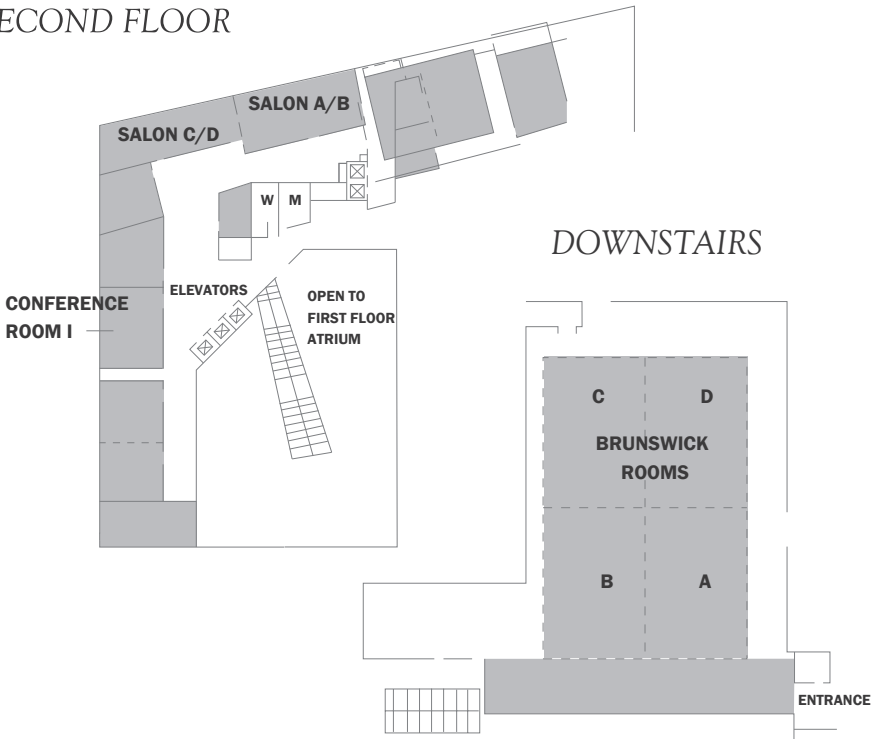 ECOND FLOOR
SALON A/B
SALON C/D
W M
DOWNSTAIRS
ELEVATORS
OPEN TO
FIRST FLOOR
ATRIUM
CONFERENCE
ROOM I
C D
BRUNSWICK
ROOMS
B A
ENTRANCE